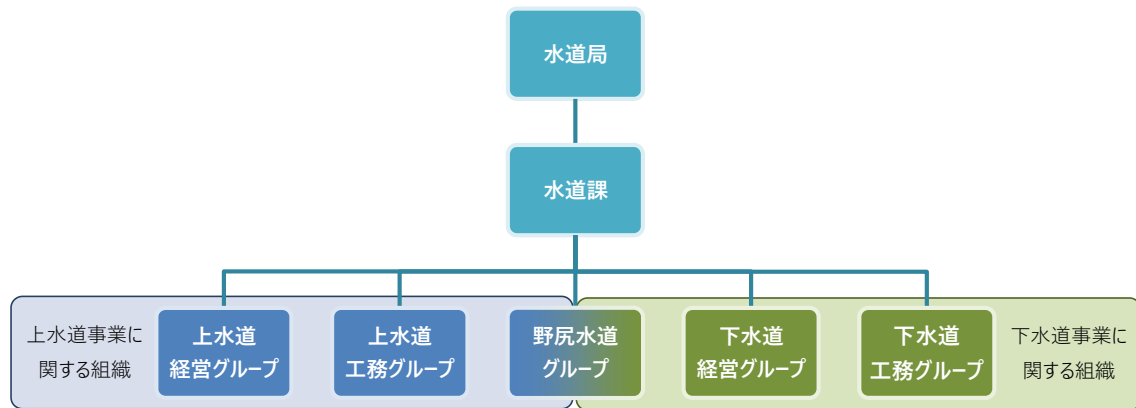 水道局
水道課
上水道事業に
関する組織
上水道
経営グループ
上水道
工務グループ
野尻水道
グループ
下水道
経営グループ
下水道
工務グループ
下水道事業に
関する組織